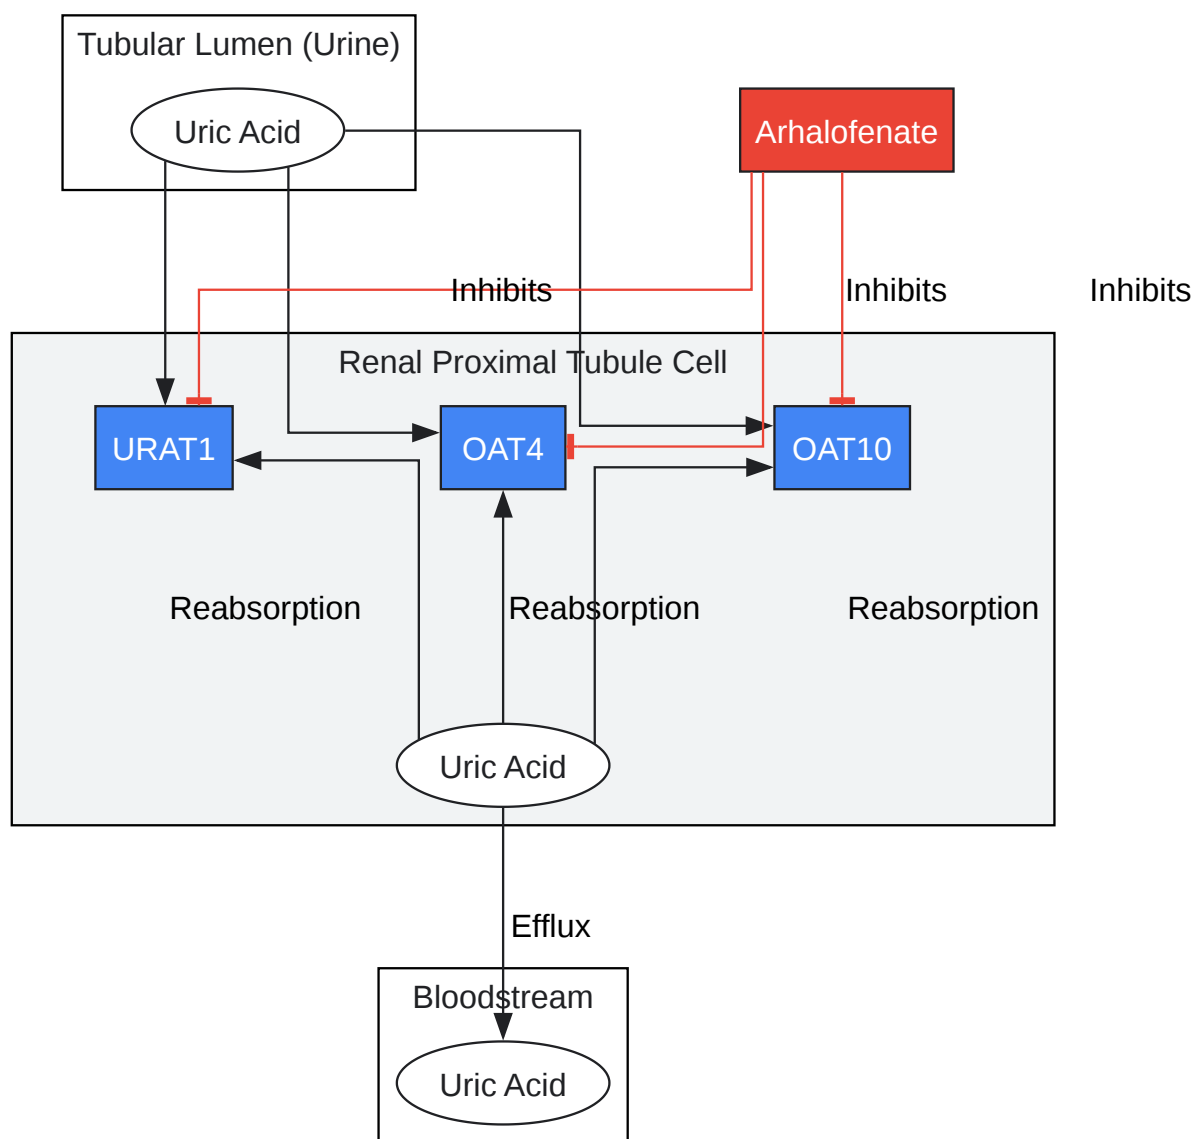 Tubular Lumen (Urine)
Uric Acid
Arhalofenate
Inhibits
Inhibits
Inhibits
Renal Proximal Tubule Cell
URAT1
OAT4
OAT10
Reabsorption
Reabsorption
Reabsorption
Uric Acid
Efflux
Bloodstream
Uric Acid